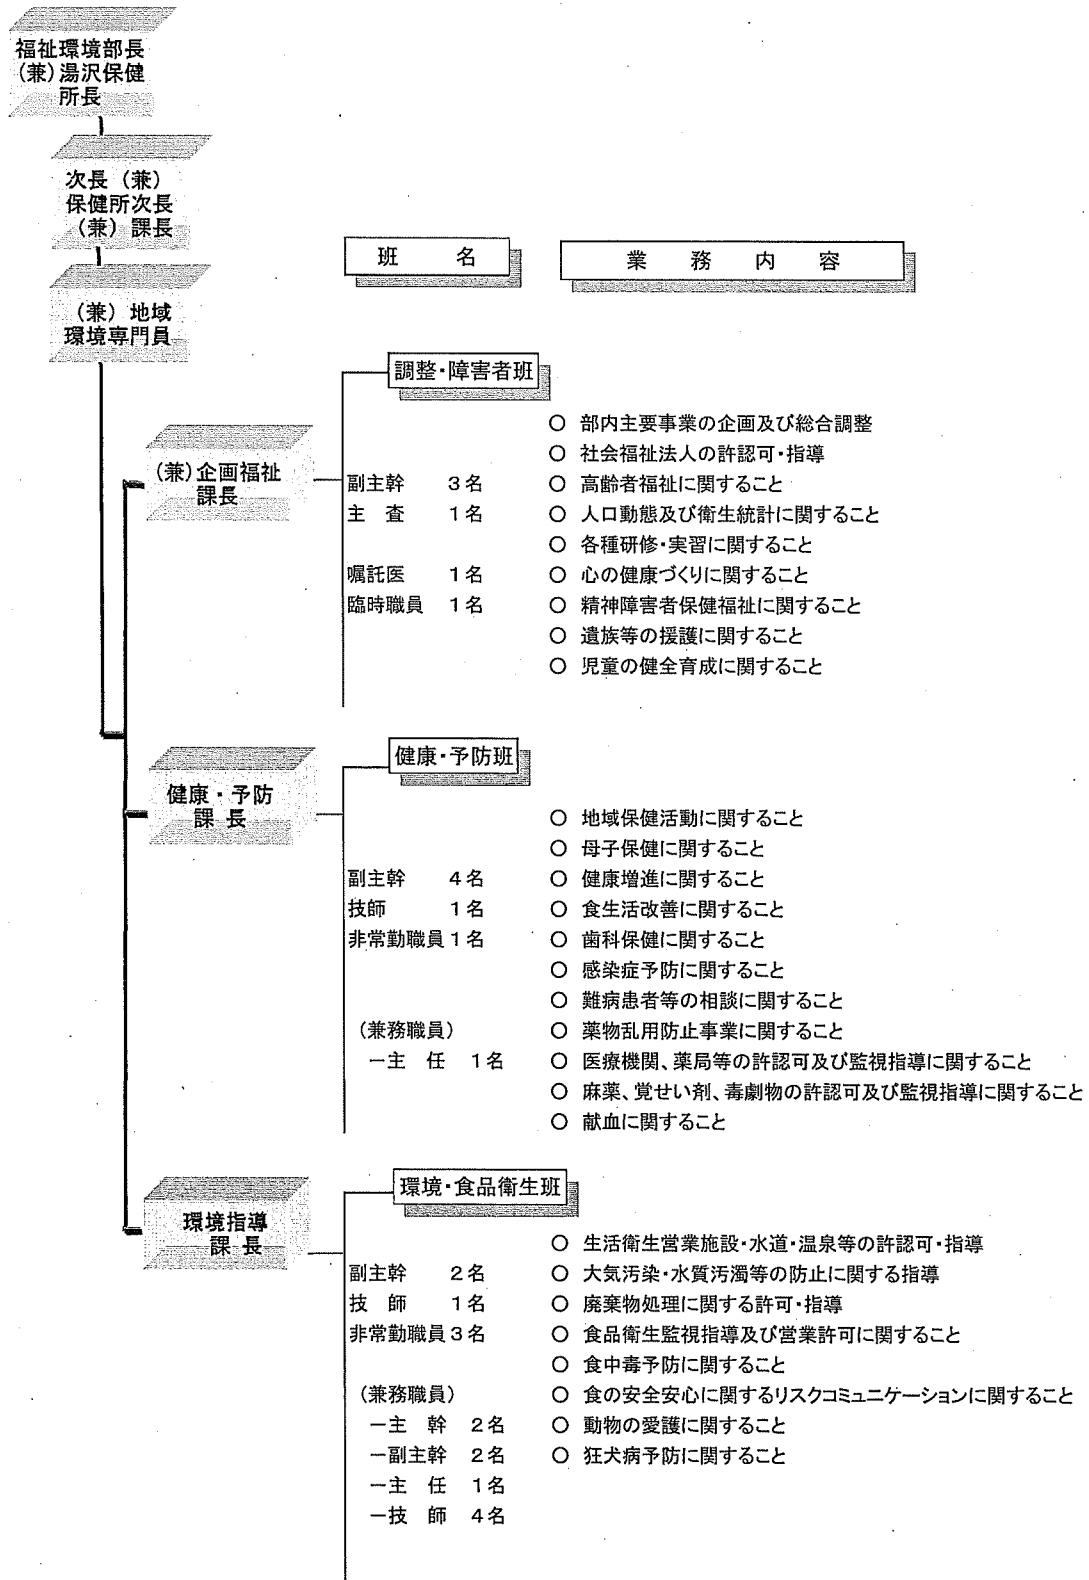 福祉環境部長
(兼)湯沢保健
所長
次長（兼）
保健所次長
（兼）課長
（兼）地域
環境専門員
班　名
業　務　内　容
調整・障害者班
(兼)企画福祉
課長
副主幹　３名
主　査　１名
嘱託医　１名
臨時職員　１名
○ 部内主要事業の企画及び総合調整
○ 社会福祉法人の許認可・指導
○ 高齢者福祉に関すること
○ 人口動態及び衛生統計に関すること
○ 各種研修・実習に関すること
○ 心の健康づくりに関すること
○ 精神障害者保健福祉に関すること
○ 遺族等の援護に関すること
○ 児童の健全育成に関すること
健康・予防班
健康・予防
課 長
副主幹　４名
技師　１名
非常勤職員１名
（兼務職員）
－主　任　１名
○ 地域保健活動に関すること
○ 母子保健に関すること
○ 健康増進に関すること
○ 食生活改善に関すること
○ 歯科保健に関すること
○ 感染症予防に関すること
○ 難病患者等の相談に関すること
○ 薬物乱用防止事業に関すること
○ 医療機関、薬局等の許認可及び監視指導に関すること
○ 麻薬、覚せい剤、毒劇物の許認可及び監視指導に関すること
○ 献血に関すること
環境・食品衛生班
環境指導
課 長
副主幹　２名
技　師　１名
非常勤職員３名
（兼務職員）
－主　幹　２名
－副主幹　２名
－主　任　１名
－技　師　４名
○ 生活衛生営業施設・水道・温泉等の許認可・指導
○ 大気汚染・水質汚濁等の防止に関する指導
○ 廃棄物処理に関する許可・指導
○ 食品衛生監視指導及び営業許可に関すること
○ 食中毒予防に関すること
○ 食の安全安心に関するリスクコミュニケーションに関すること
○ 動物の愛護に関すること
○ 狂犬病予防に関すること